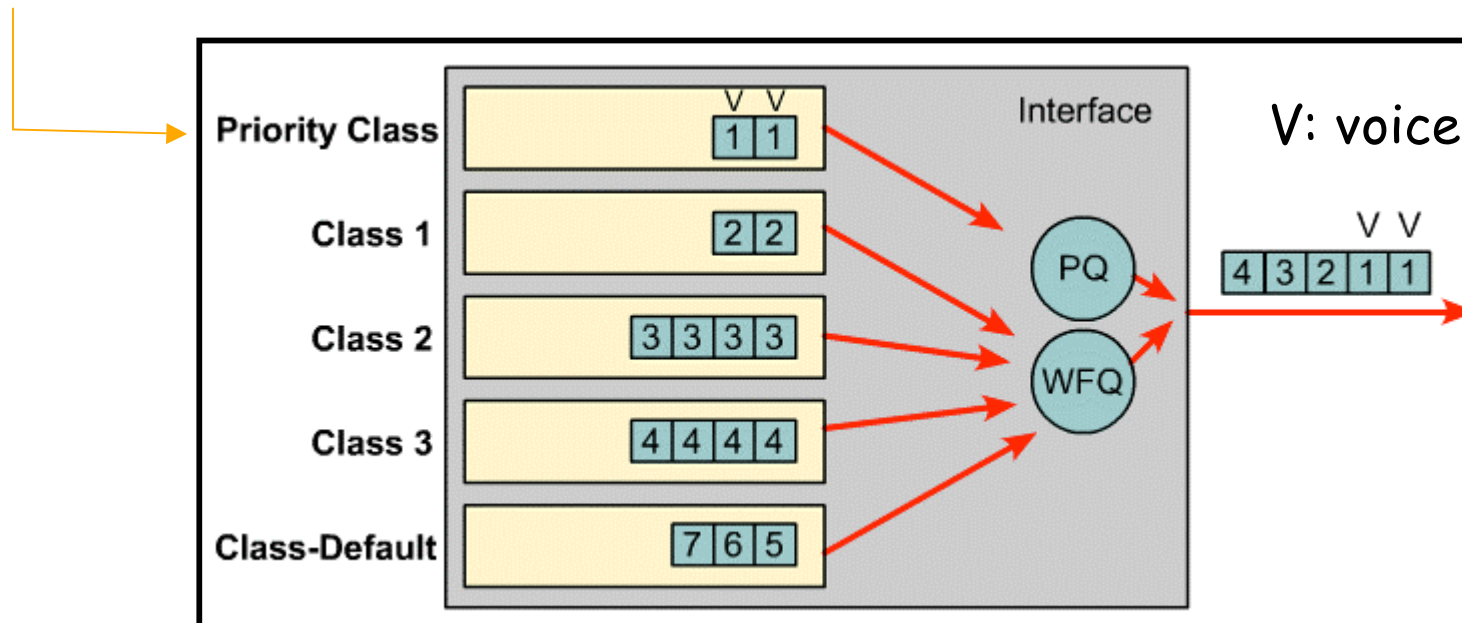 V V
Interface
V: voice
Priority Class
1 1
Class 1
2 2
V V
4 3 2 1 1
PQ
Class 2
3 3 3 3
WFQ
Class 3
4 4 4 4
Class-Default
7 6 5